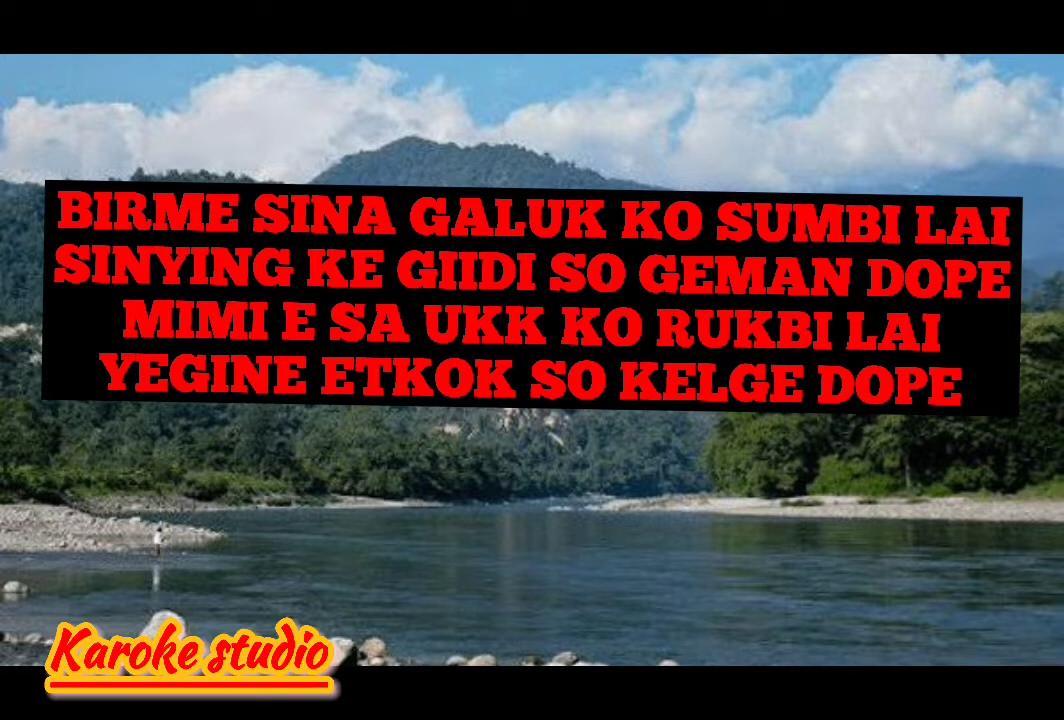 BIRME SINA GALUK KO SUMBI LAI
SINYING KE GIIDI SO GEMAN DOPE
MIMI E SA UKK KO RUKBI LAI
YEGINE ETKOK SO KELGE DOPE
Karoke studio